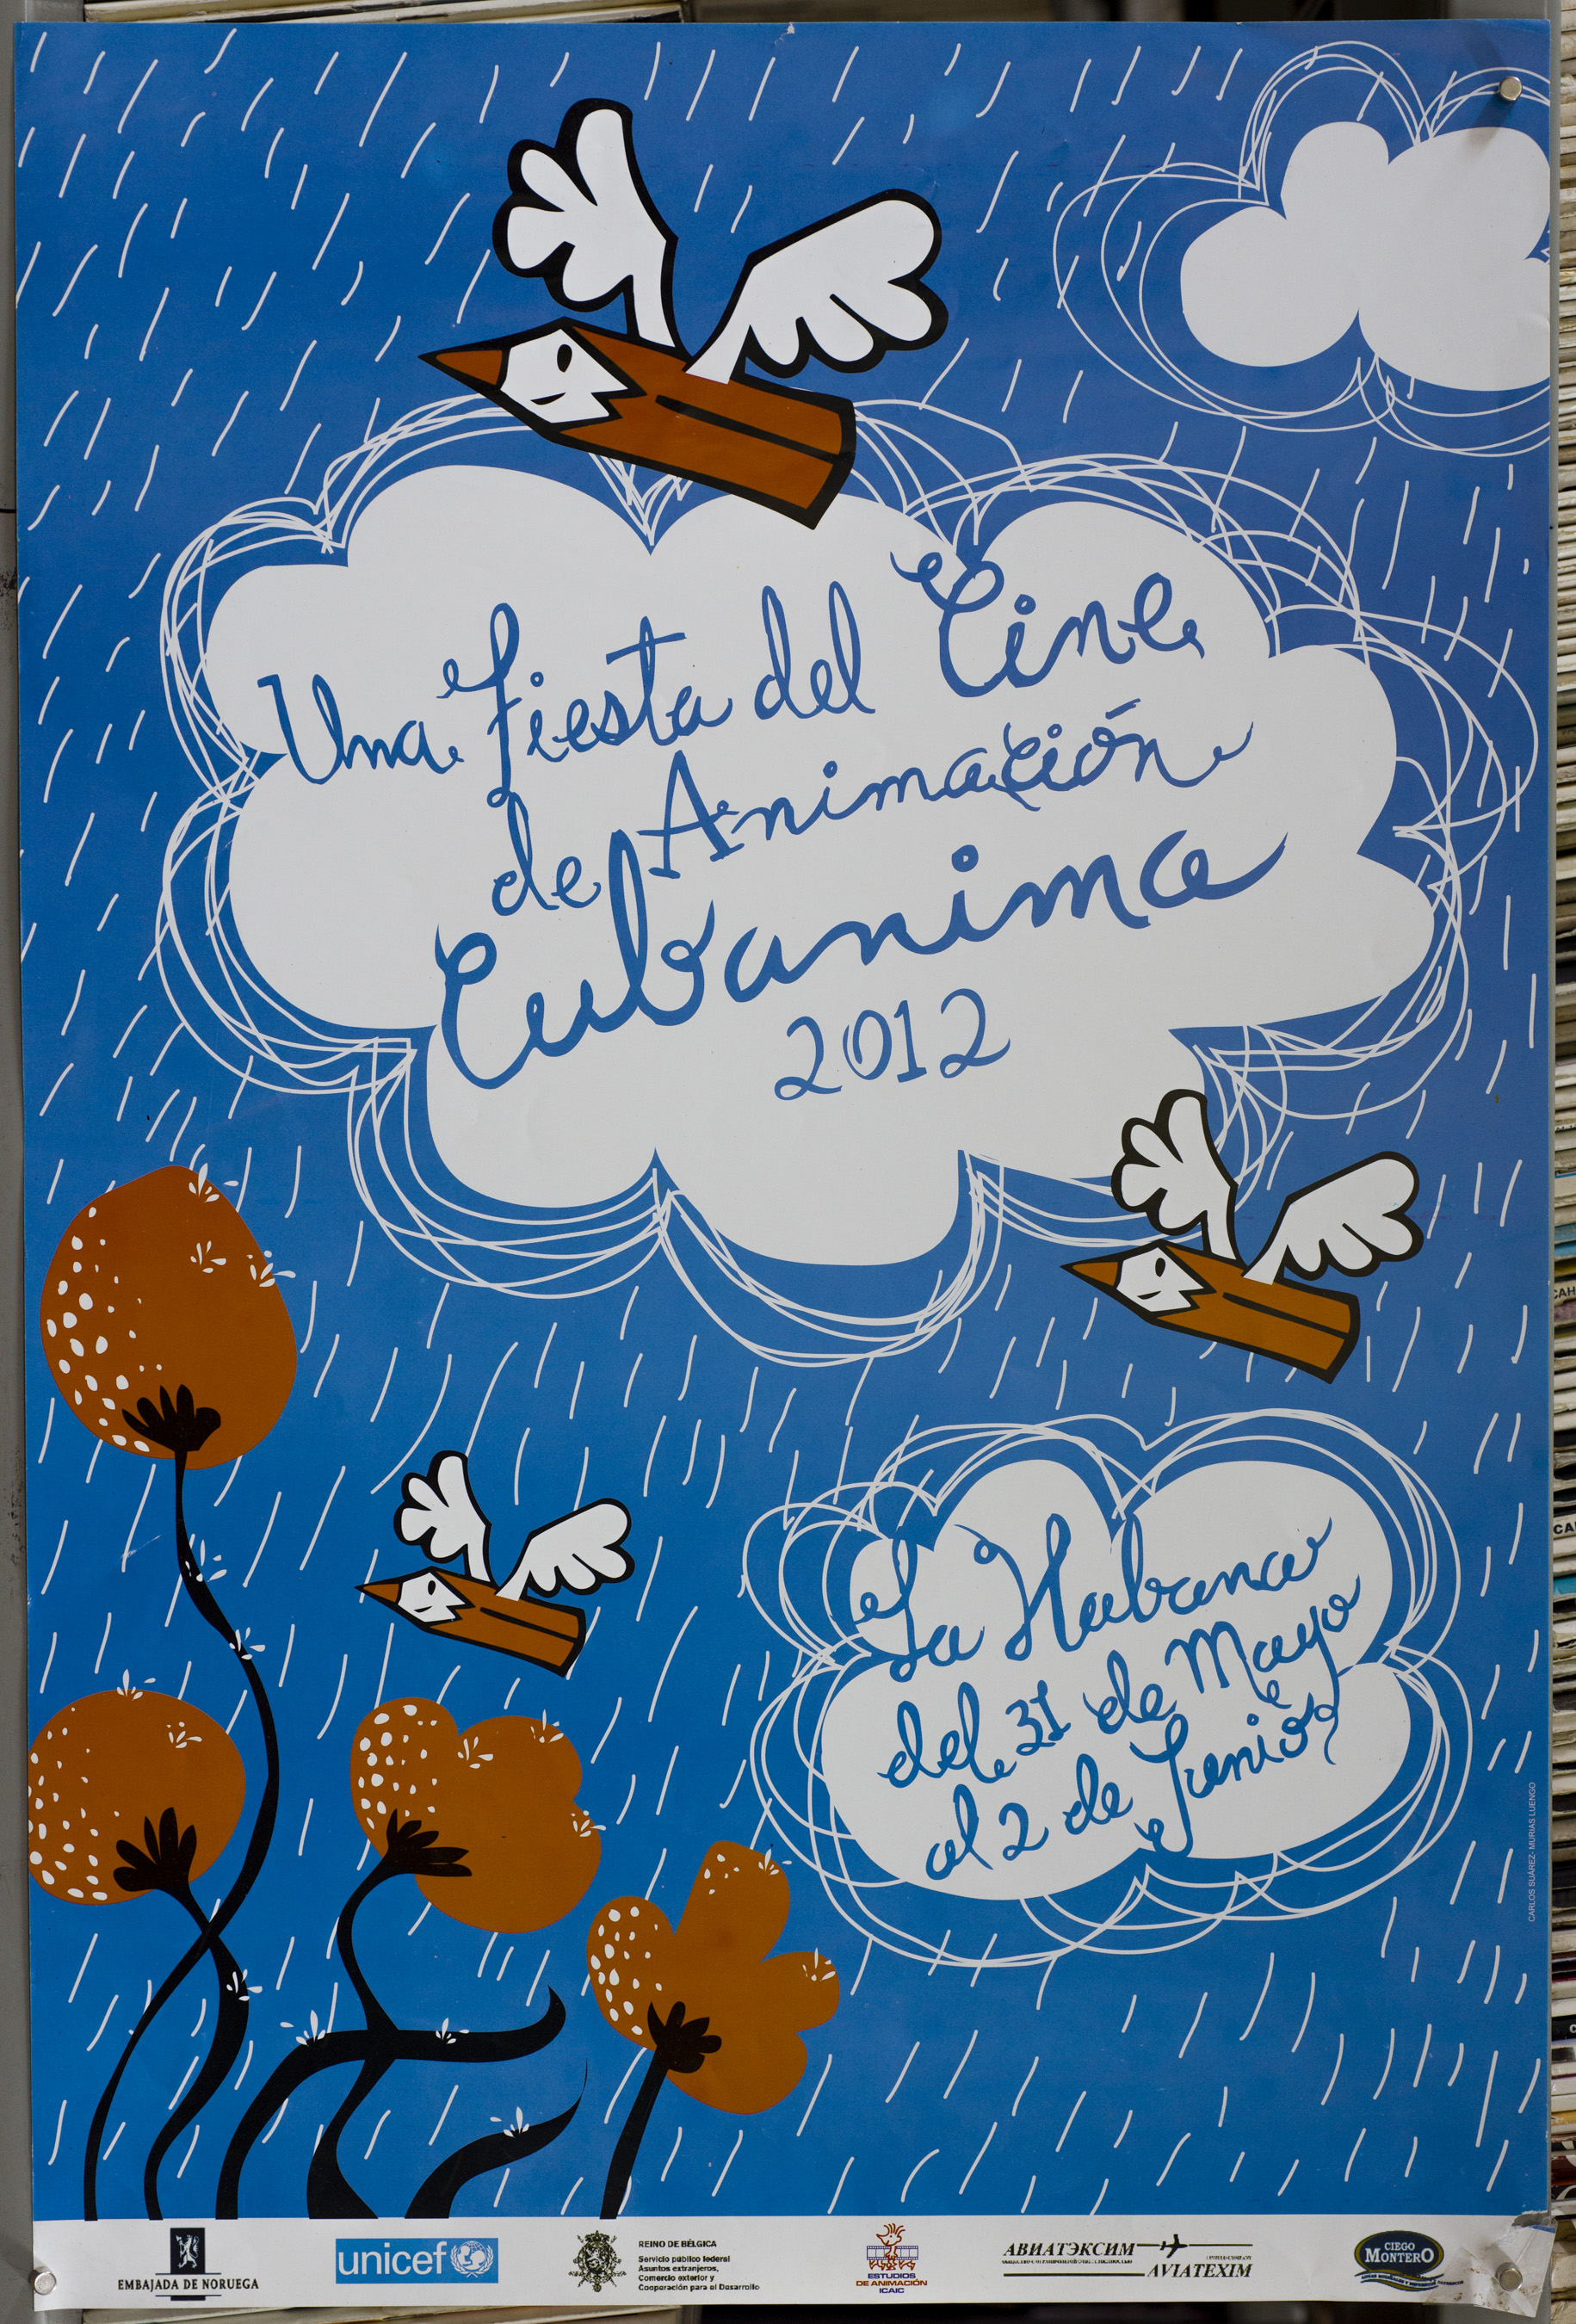 Una Fiesta del Cine
de Animación
Cubanima
2012
La Habana
del 31 de Mayo
al 2 de Junio
CARLOS SUÁREZ- MURIAS LUENGO
EMBAJADA DE NORUEGA
unicef
REINO DE BÉLGICA
Servicio público federal
Asuntos extranjeros,
Comercio exterior y
Cooperación para el Desarrollo
ESTUDIOS
DE ANIMACIÓN
ICAIC
АВИАТЭКСИМ
AVIATEXIM
CIEGO
MONTERO